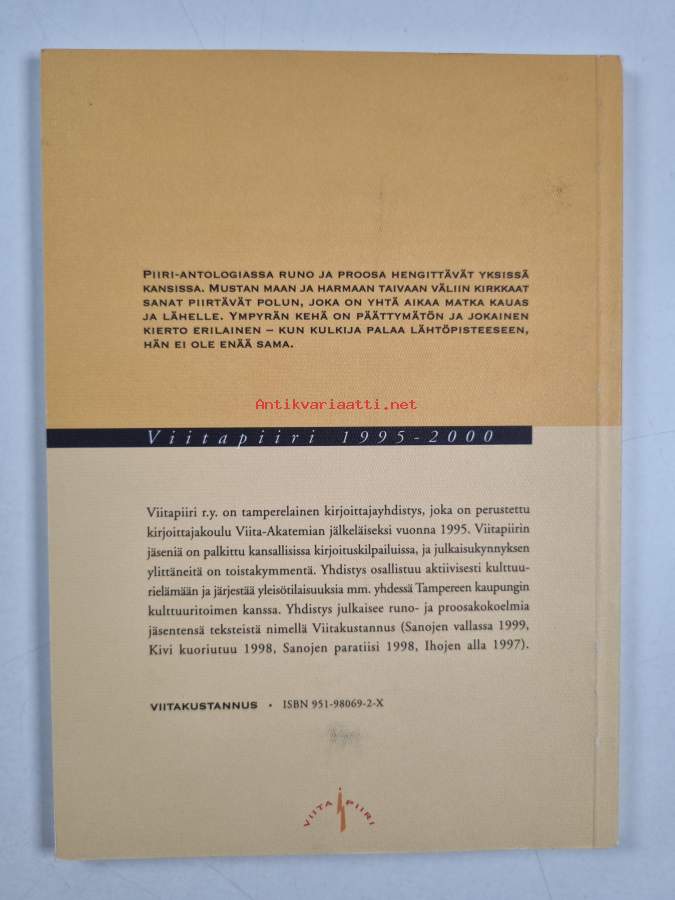 PIIRI-ANTOLOGIASSA RUNO JA PROOSA HENGITTÄVÄT YKSISSÄ
KANSISSA. MUSTAN MAAN JA HARMAAN TAIVAAN VÄLIIN KIRKKAAT
SANAT PIIRTÄVÄT POLUN, JOKA ON YHTÄ AIKAA MATKA KAUAS
JA LÄHELLE. YMPYRÄN KEHÄ ON PÄÄTTYMÄTÖN JA JOKAINEN
KIERTO ERILAINEN – KUN KULKIJA PALAA LÄHTÖPISTEESEEN,
HÄN EI OLE ENÄÄ SAMA.
Antikvariaatti.net
Viitapiiri 1995-2000
Viitapiiri r.y. on tamperelainen kirjoittajayhdistys, joka on perustettu
kirjoittajakoulu Viita-Akatemian jälkeläiseksi vuonna 1995. Viitapiirin
jäseniä on palkittu kansallisissa kirjoituskilpailuissa, ja julkaisukynnyksen
ylittäneitä on toistakymmentä. Yhdistys osallistuu aktiivisesti kulttuu-
rielämään ja järjestää yleisötilaisuuksia mm. yhdessä Tampereen kaupungin
kulttuuritoimen kanssa. Yhdistys julkaisee runo- ja proosakokoelmia
jäsentensä teksteistä nimellä Viitakustannus (Sanojen vallassa 1999,
Kivi kuoriutuu 1998, Sanojen paratiisi 1998, Ihojen alla 1997).
VIITAKUSTANNUS • ISBN 951-98069-2-X
VIITA PIIRI